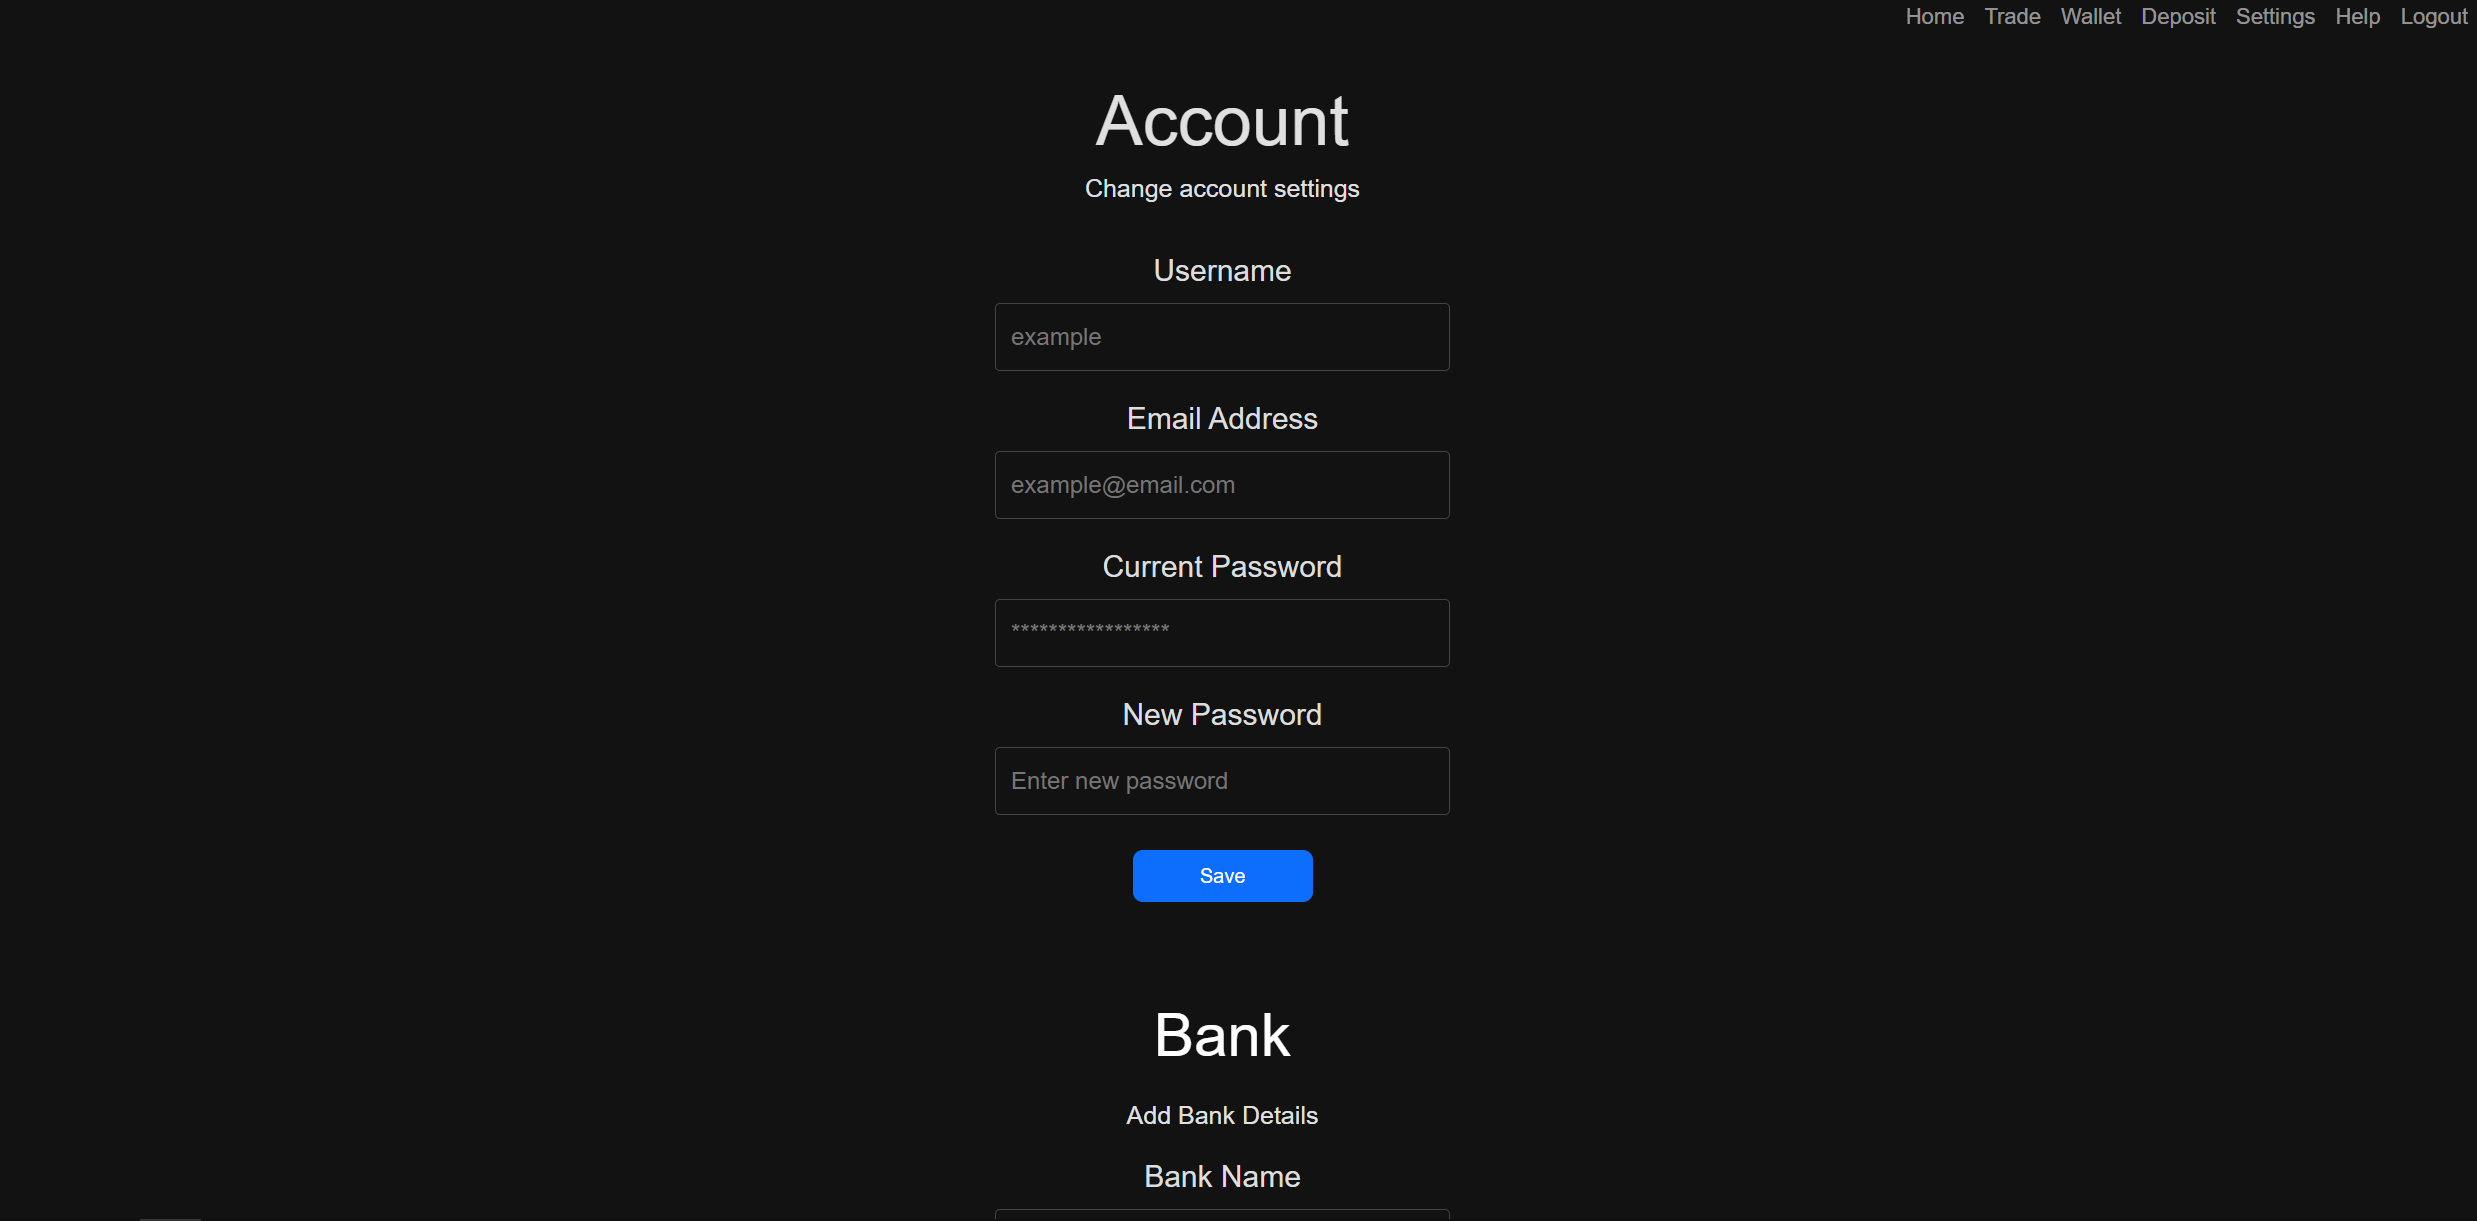 Home Trade Wallet Deposit Settings Help Logout
Account
Change account settings
Username
example
Email Address
example@email.com
Current Password
*****************
New Password
Enter new password
Save
Bank
Add Bank Details
Bank Name